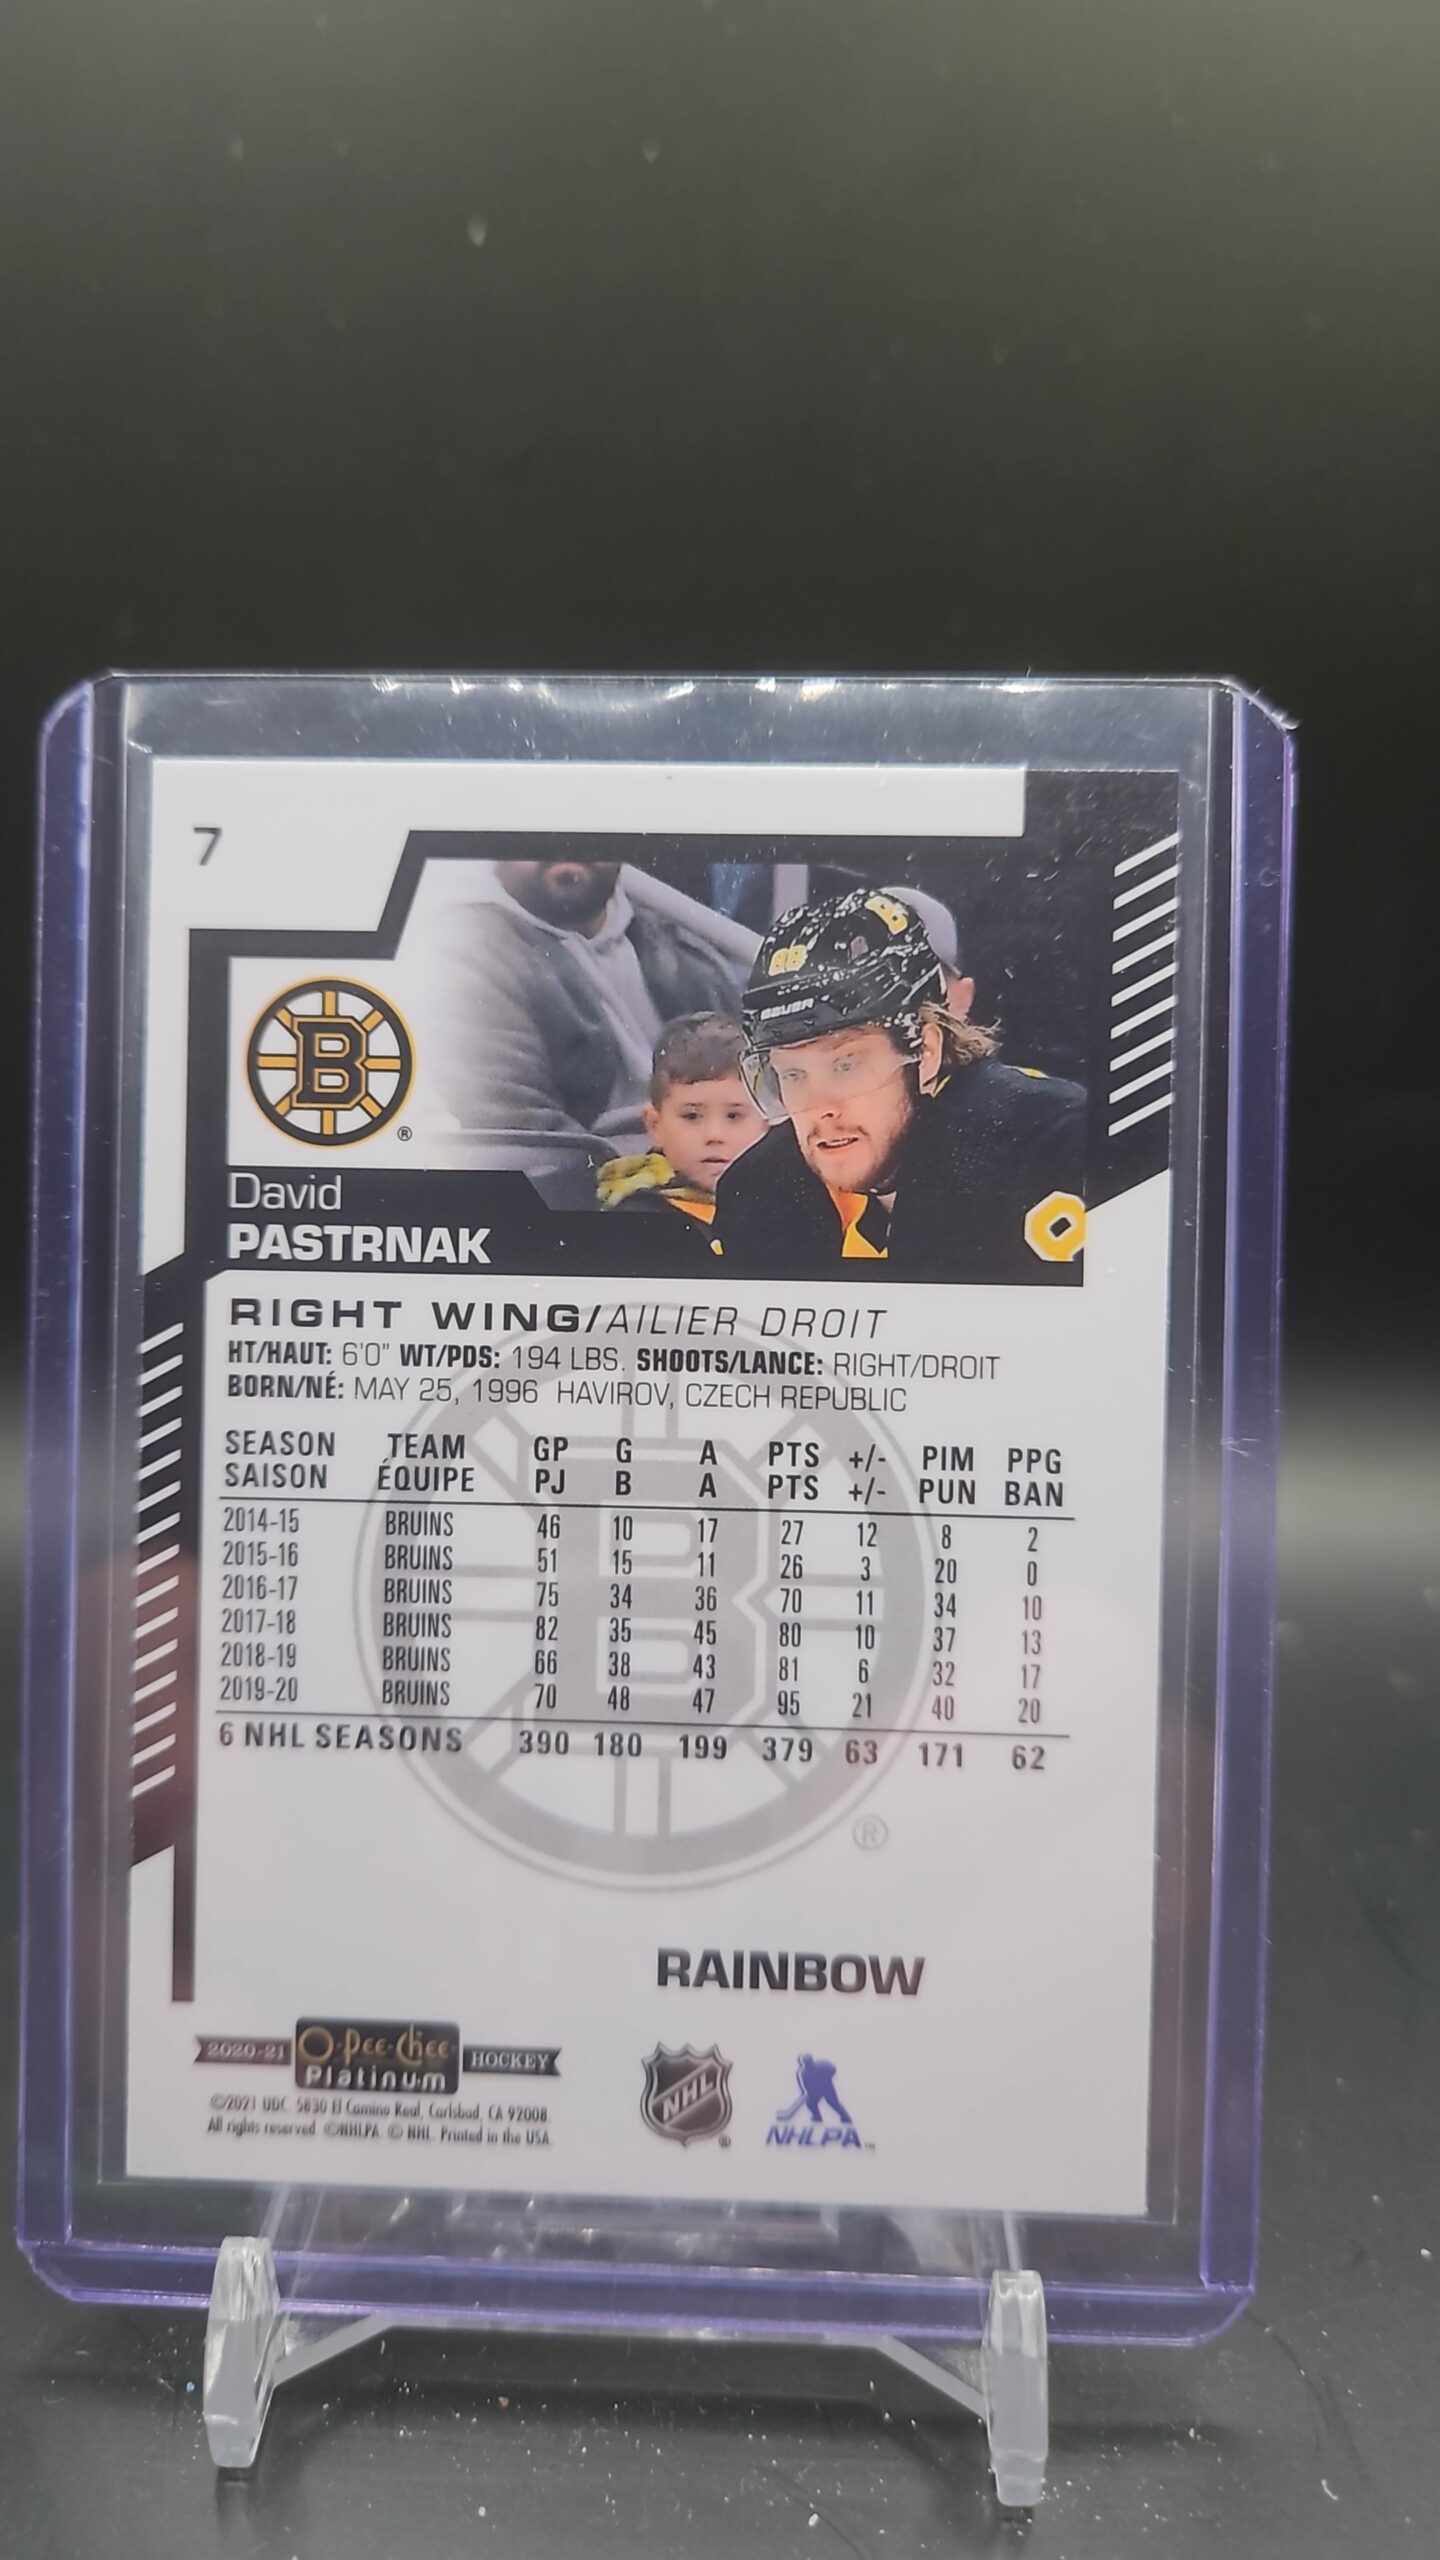 7
88
BAUER
B
®
David
PASTRNAK
RIGHT WING/AILIER DROIT
HT/HAUT: 6'0" WT/PDS: 194 LBS. SHOOTS/LANCE: RIGHT/DROIT
BORN/NÉ: MAY 25, 1996 HAVIROV, CZECH REPUBLIC
SEASON TEAM GP G A PTS +/- PIM PPG
SAISON ÉQUIPE PJ B A PTS +/- PUN BAN
2014-15 BRUINS 46 10 17 27 12 8 2
2015-16 BRUINS 51 15 11 26 3 20 0
2016-17 BRUINS 75 34 36 70 11 34 10
2017-18 BRUINS 82 35 45 80 10 37 13
2018-19 BRUINS 66 38 43 81 6 32 17
2019-20 BRUINS 70 48 47 95 21 40 20
6 NHL SEASONS 390 180 199 379 63 171 62
B
®
RAINBOW
2020-21 O-Pee-Chee HOCKEY
Platinum
©2021 UDC. 5830 El Camino Real, Carlsbad, CA 92008.
All rights reserved. ©NHLPA. © NHL. Printed in the USA.
NHL
®
NHLPA™